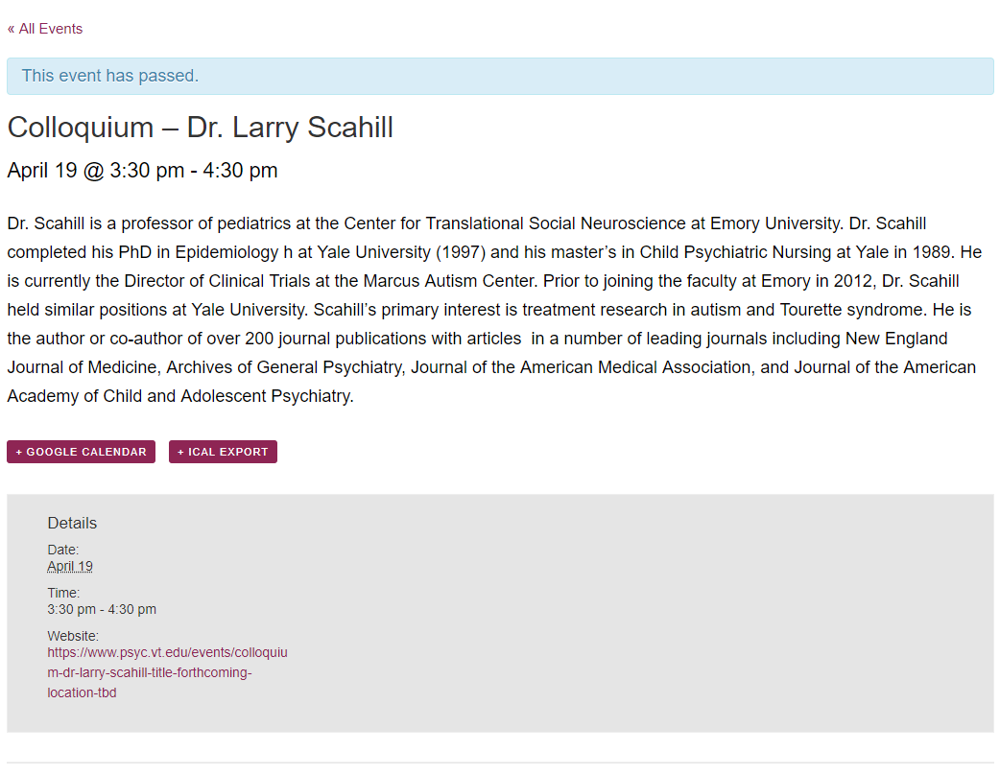 « All Events
This event has passed.
Colloquium – Dr. Larry Scahill
April 19 @ 3:30 pm - 4:30 pm
Dr. Scahill is a professor of pediatrics at the Center for Translational Social Neuroscience at Emory University. Dr. Scahill
completed his PhD in Epidemiology h at Yale University (1997) and his master’s in Child Psychiatric Nursing at Yale in 1989. He
is currently the Director of Clinical Trials at the Marcus Autism Center. Prior to joining the faculty at Emory in 2012, Dr. Scahill
held similar positions at Yale University. Scahill’s primary interest is treatment research in autism and Tourette syndrome. He is
the author or co-author of over 200 journal publications with articles  in a number of leading journals including New England
Journal of Medicine, Archives of General Psychiatry, Journal of the American Medical Association, and Journal of the American
Academy of Child and Adolescent Psychiatry.
+ GOOGLE CALENDAR + ICAL EXPORT
Details
Date:
April 19
Time:
3:30 pm - 4:30 pm
Website:
https://www.psyc.vt.edu/events/colloquiu
m-dr-larry-scahill-title-forthcoming-
location-tbd